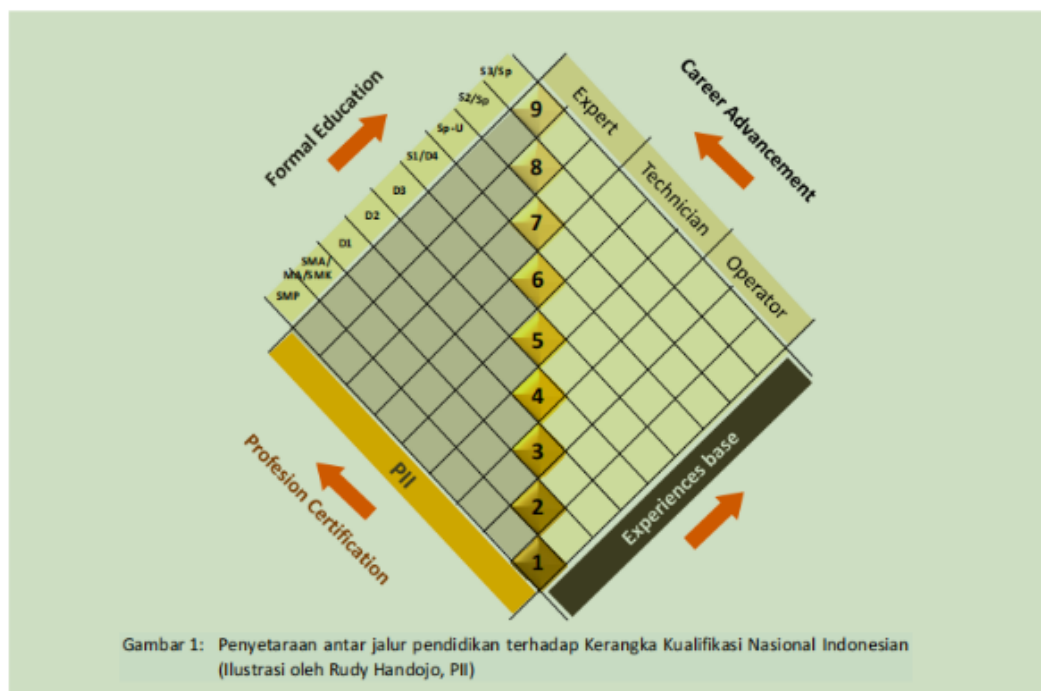 S3/Sp
S2/Sp
Sp-U
S1/D4
D3
D2
D1
SMA/
MA/SMK
SMP
Formal Education
Career Advancement
Expert
Technician
Operator
9
8
7
6
5
4
3
2
1
PII
Profesion Certification
Experiences base
Gambar 1: Penyetaraan antar jalur pendidikan terhadap Kerangka Kualifikasi Nasional Indonesian
(Ilustrasi oleh Rudy Handojo, PII)